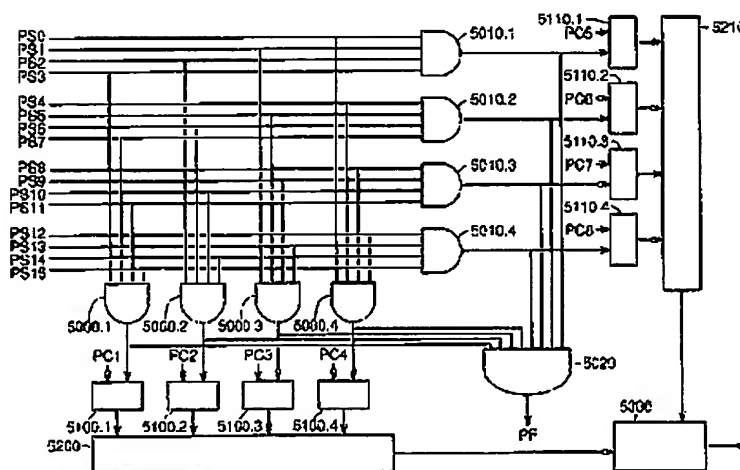 PS0
PS1
PS2
PS3
5010.1
5110.1
PC5
5210
PS4
PS5
PS6
PS7
5010.2
5110.2
PC6
PS8
PS9
PS10
PS11
5010.3
5110.3
PC7
PS12
PS13
PS14
PS15
5010.4
5110.4
PC8
5000.1
5000.2
5000.3
5000.4
PC1
PC2
PC3
PC4
5020
PF
5100.1
5100.2
5100.3
5100.4
5200
5300